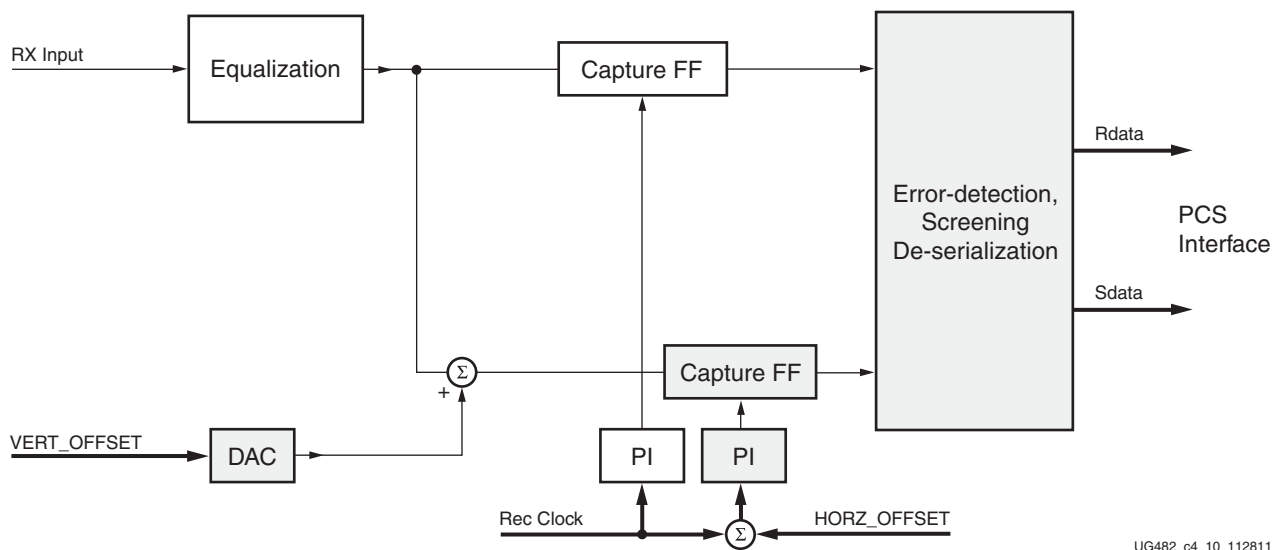 RX Input
Equalization
Capture FF
Rdata
Error-detection,
Screening
De-serialization
PCS
Interface
Sdata
Σ
+
Capture FF
VERT_OFFSET
DAC
PI
PI
Rec Clock
Σ
HORZ_OFFSET
UG482_c4_10_112811